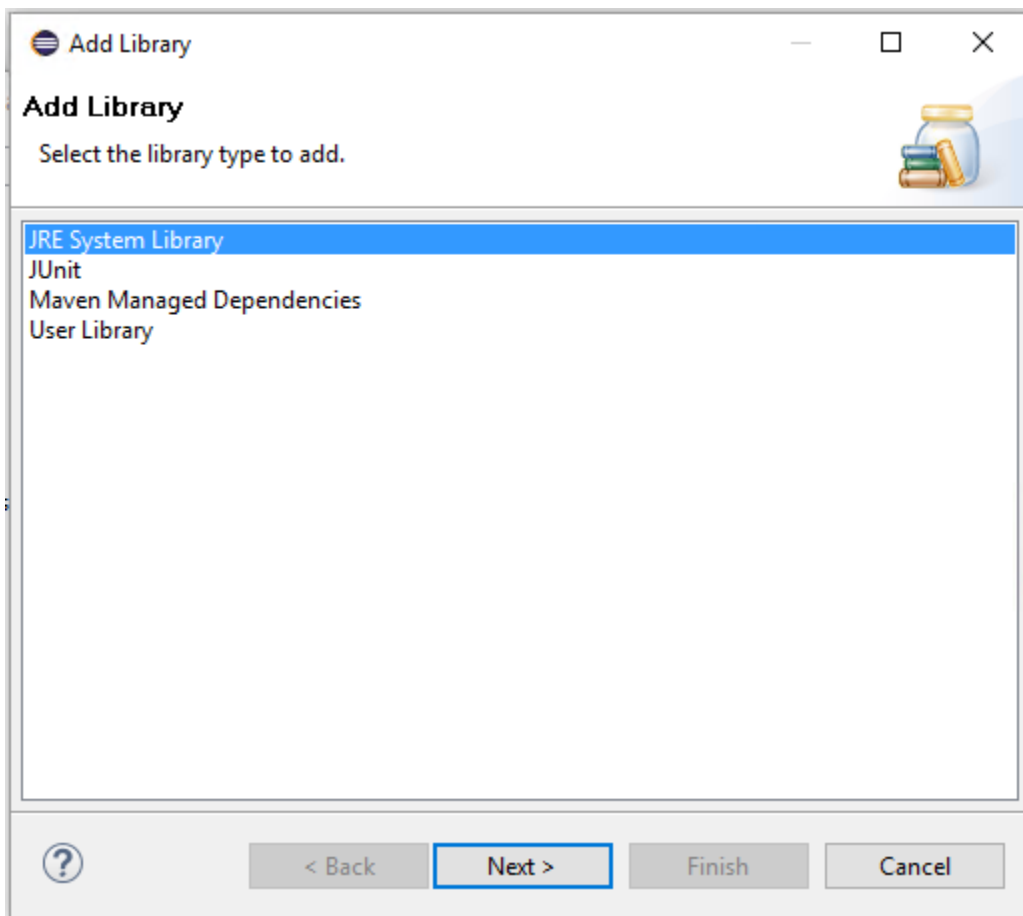 Add Library
Add Library
Select the library type to add.
JRE System Library
JUnit
Maven Managed Dependencies
User Library
?
< Back
Next >
Finish
Cancel